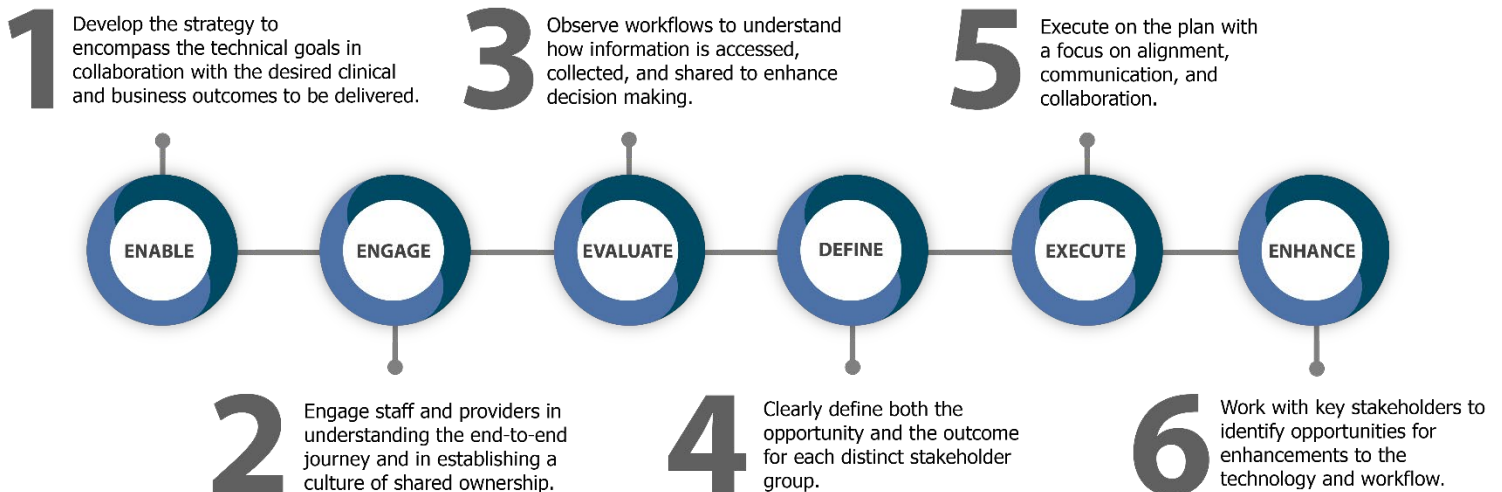 1
Develop the strategy to
encompass the technical goals in
collaboration with the desired clinical
and business outcomes to be delivered.
ENABLE
2
Engage staff and providers in
understanding the end-to-end
journey and in establishing a
culture of shared ownership.
ENGAGE
3
Observe workflows to understand
how information is accessed,
collected, and shared to enhance
decision making.
EVALUATE
4
Clearly define both the
opportunity and the outcome
for each distinct stakeholder
group.
DEFINE
5
Execute on the plan with
a focus on alignment,
communication, and
collaboration.
EXECUTE
6
Work with key stakeholders to
identify opportunities for
enhancements to the
technology and workflow.
ENHANCE